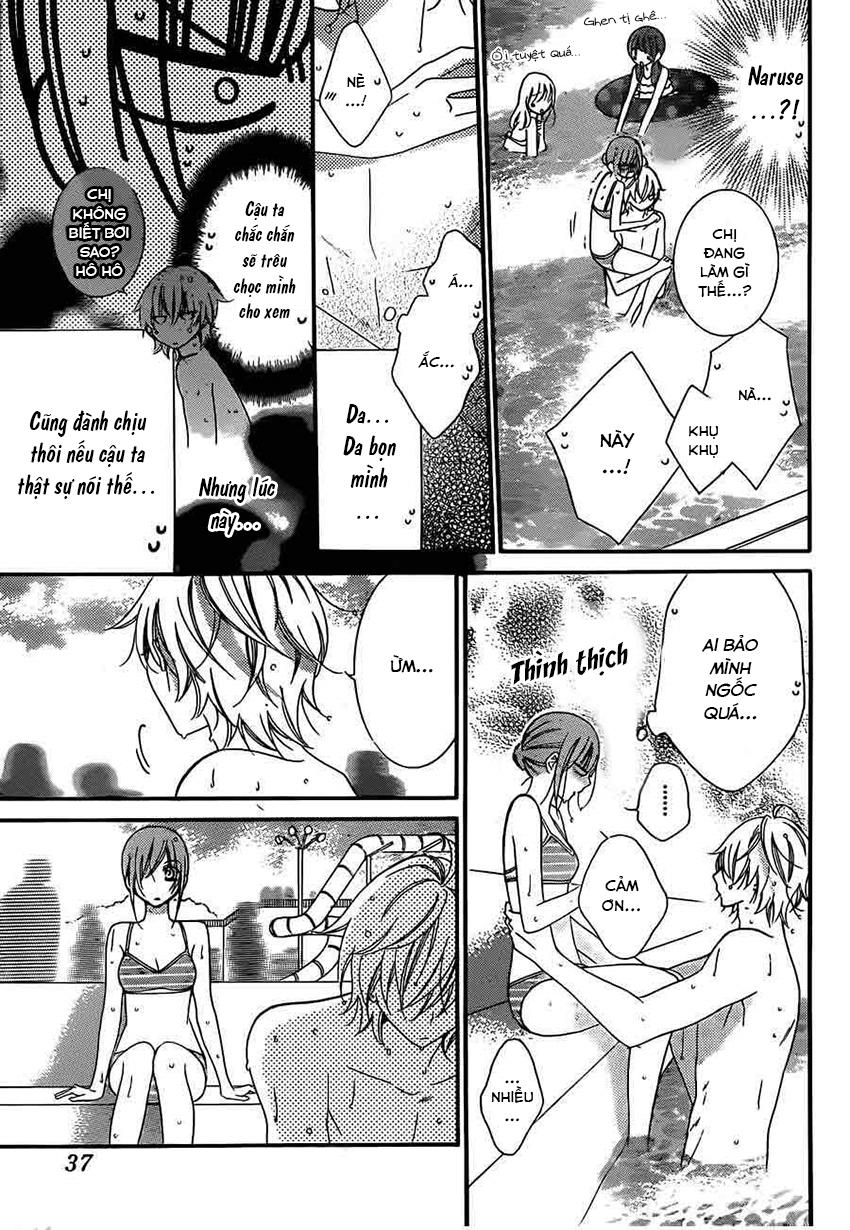 Naruse
...?!
Ghen tị ghê...
Ôi tuyệt quá...
CHỊ
ĐANG
LÀM GÌ
THẾ...?
NÀ...
KHỤ
KHỤ
NÀY
...!
NÈ
...!
Á...
ẮC...
Da...
Da bọn
mình
...
Cậu ta
chắc chắn
sẽ trêu
chọc mình
cho xem
CHỊ
KHÔNG
BIẾT BƠI
SAO?
HÔ HÔ
Nhưng lúc
này...
Cũng đành chịu
thôi nếu cậu ta
thật sự nói thế...
AI BẢO
MÌNH
NGỐC
QUÁ...
Thình thịch
......
CẢM
ƠN...
...
NHIỀU
ỪM...
37